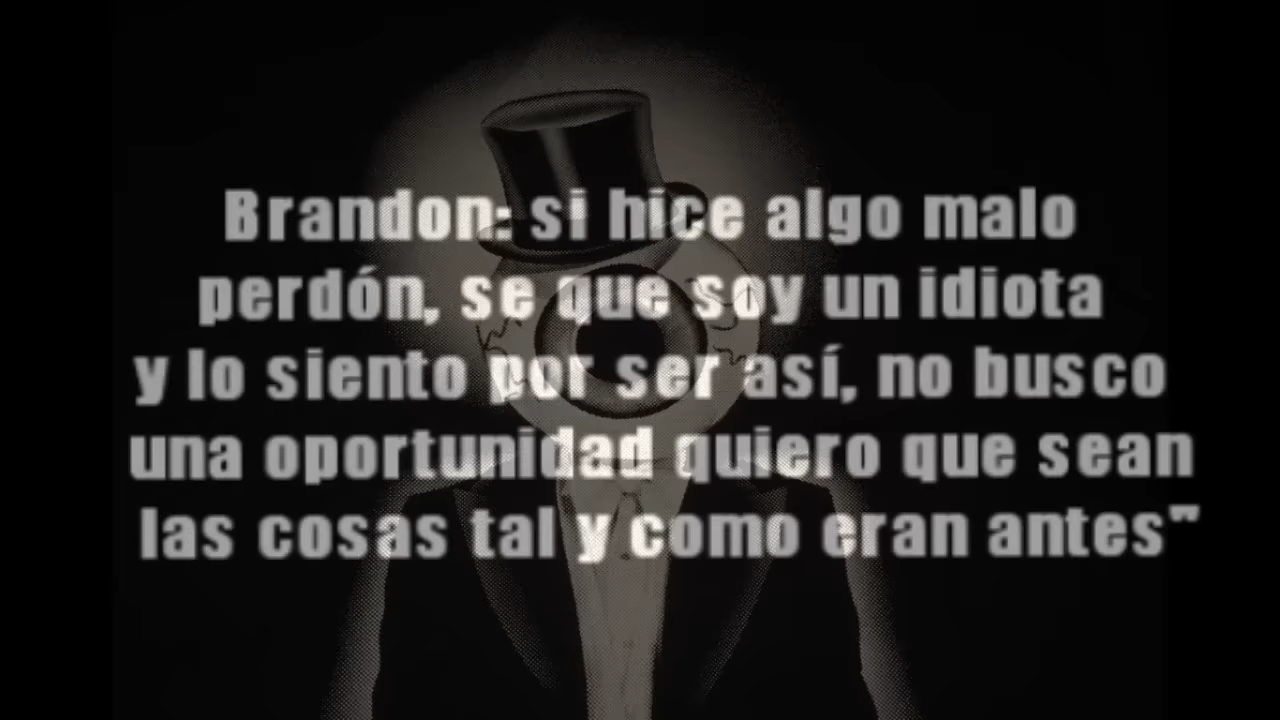 Brandon: si hice algo malo
perdón, se que soy un idiota
y lo siento por ser así, no busco
una oportunidad quiero que sean
las cosas tal y como eran antes"